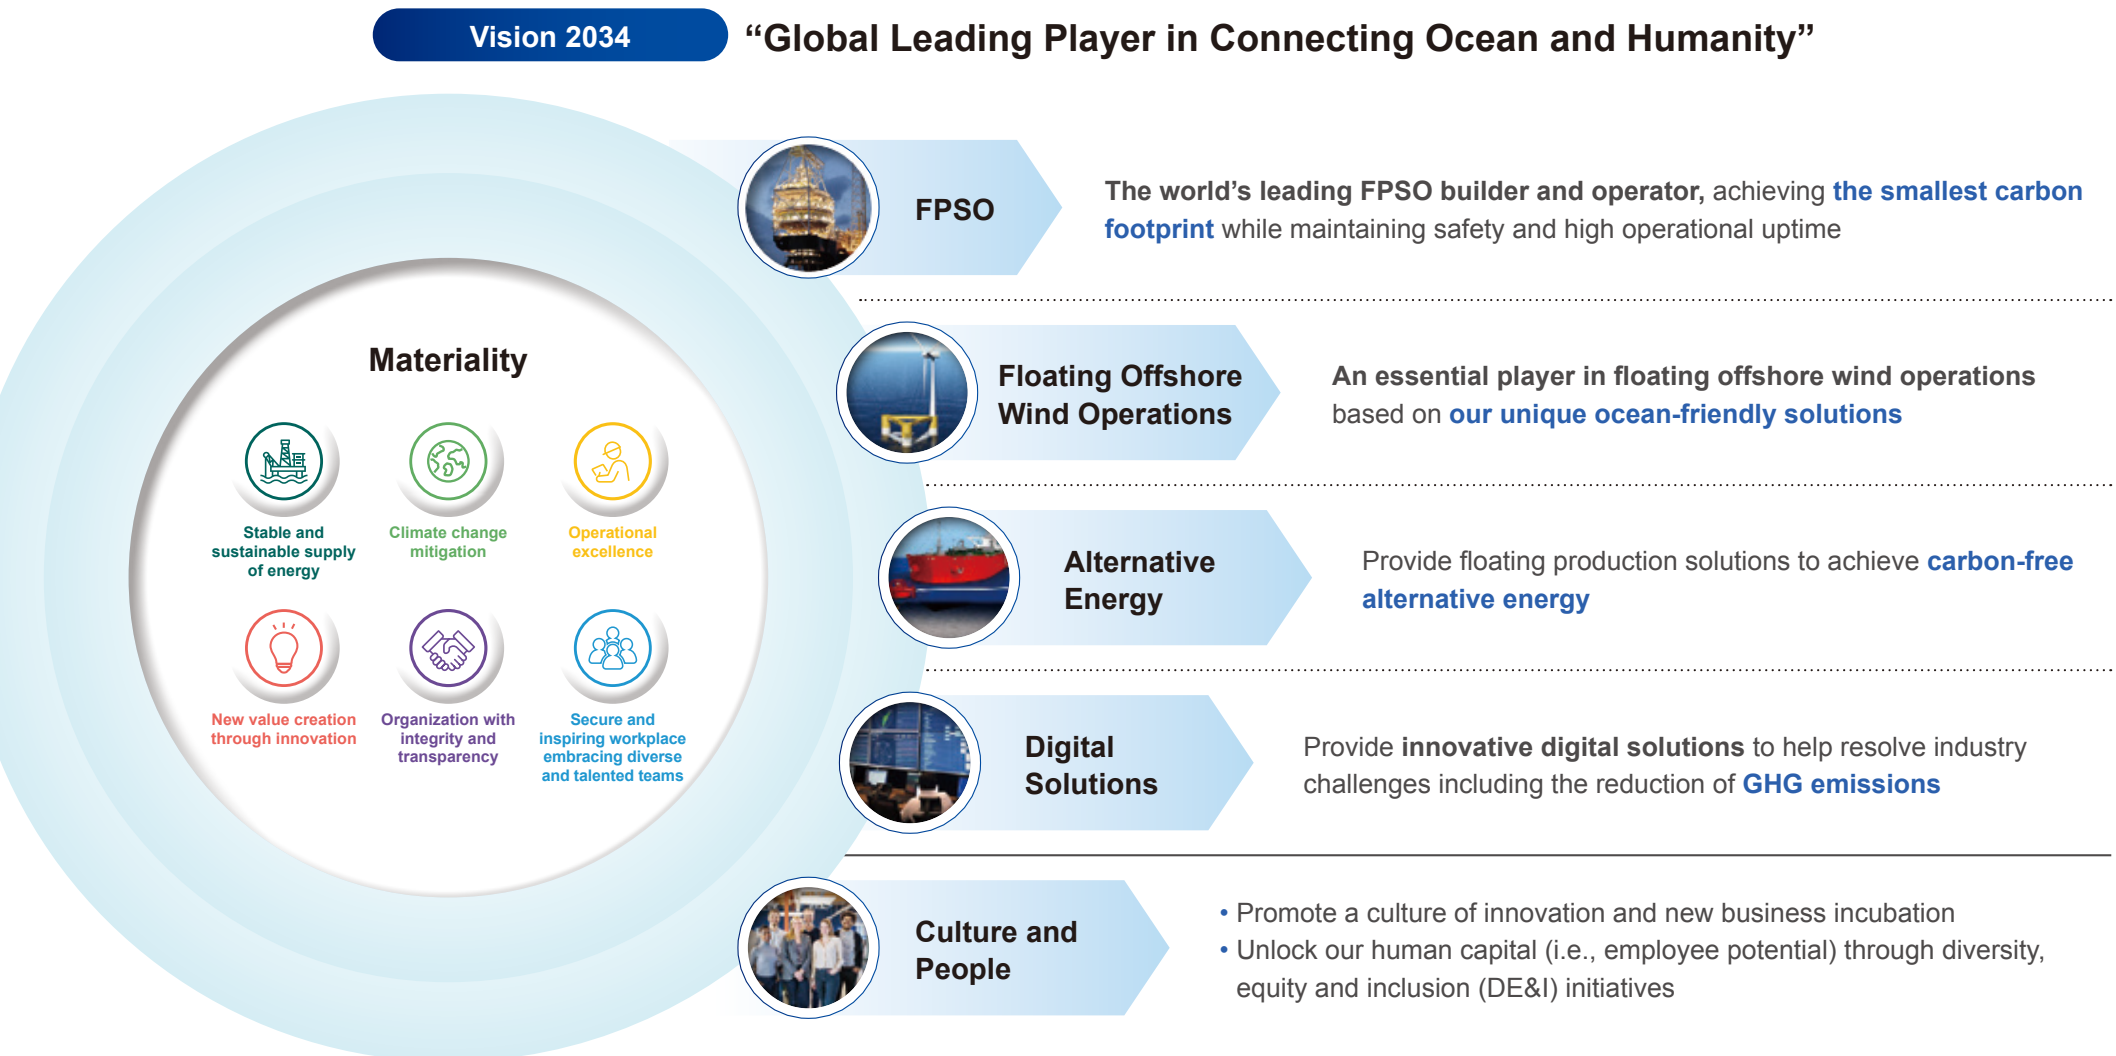 Vision 2034
“Global Leading Player in Connecting Ocean and Humanity”
Materiality
Stable and
sustainable supply
of energy
Climate change
mitigation
Operational
excellence
New value creation
through innovation
Organization with
integrity and
transparency
Secure and
inspiring workplace
embracing diverse
and talented teams
FPSO
The world’s leading FPSO builder and operator, achieving the smallest carbon
footprint while maintaining safety and high operational uptime
Floating Offshore
Wind Operations
An essential player in floating offshore wind operations
based on our unique ocean-friendly solutions
Alternative
Energy
Provide floating production solutions to achieve carbon-free
alternative energy
Digital
Solutions
Provide innovative digital solutions to help resolve industry
challenges including the reduction of GHG emissions
Culture and
People
• Promote a culture of innovation and new business incubation
• Unlock our human capital (i.e., employee potential) through diversity,
equity and inclusion (DE&I) initiatives